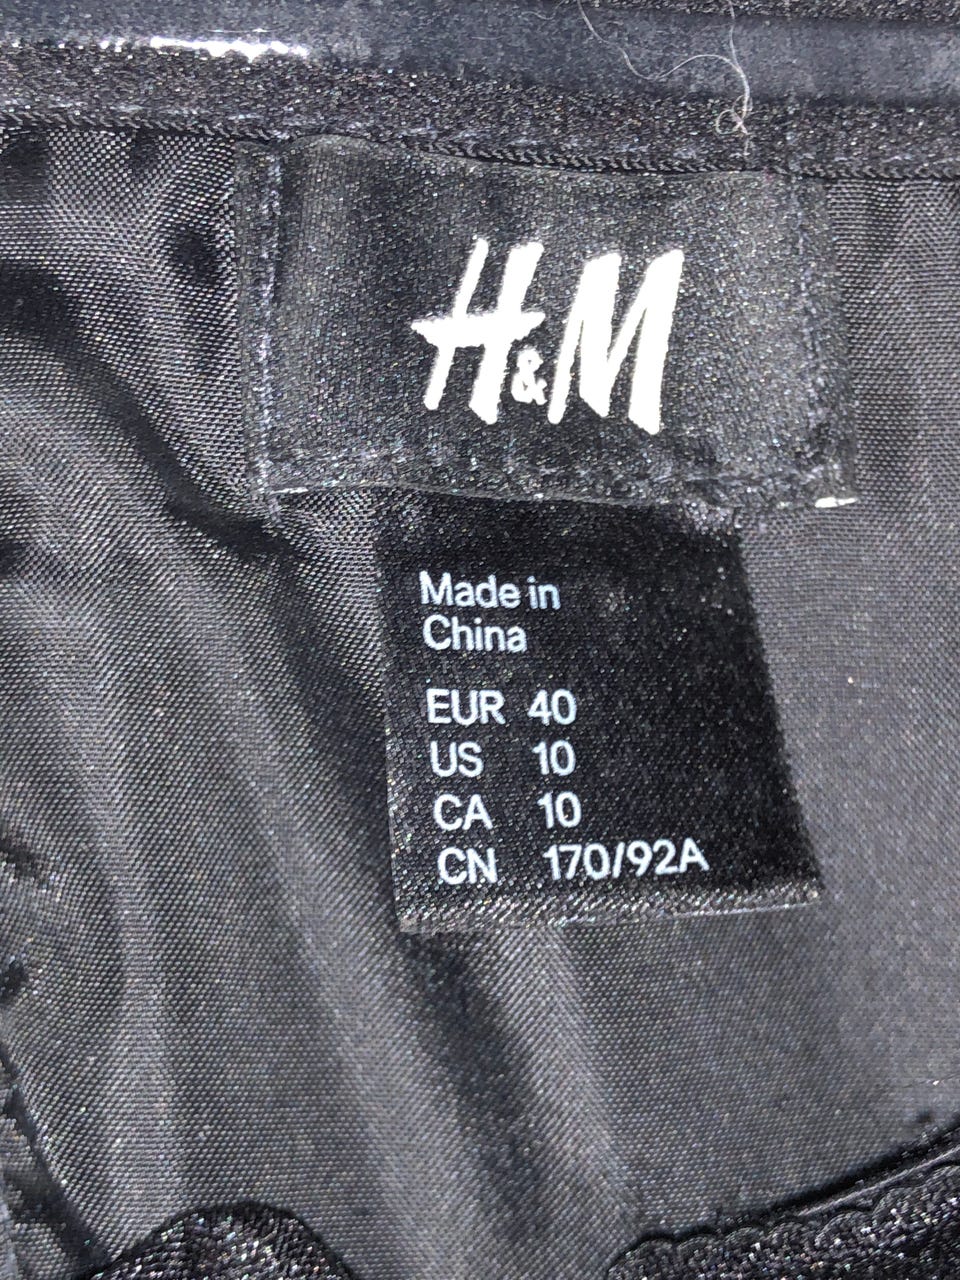 H&M
Made in
China
EUR 40
US 10
CA 10
CN 170/92A